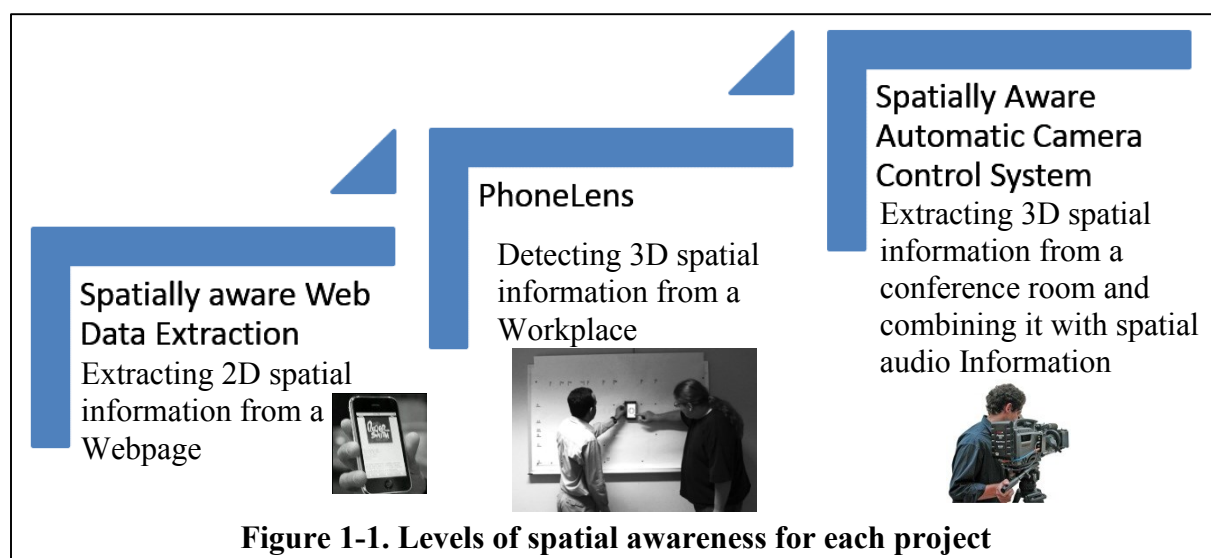 Spatially aware Web
Data Extraction
Extracting 2D spatial
information from a
Webpage
PhoneLens
Detecting 3D spatial
information from a
Workplace
Spatially Aware
Automatic Camera
Control System
Extracting 3D spatial
information from a
conference room and
combining it with spatial
audio Information
Figure 1-1. Levels of spatial awareness for each project